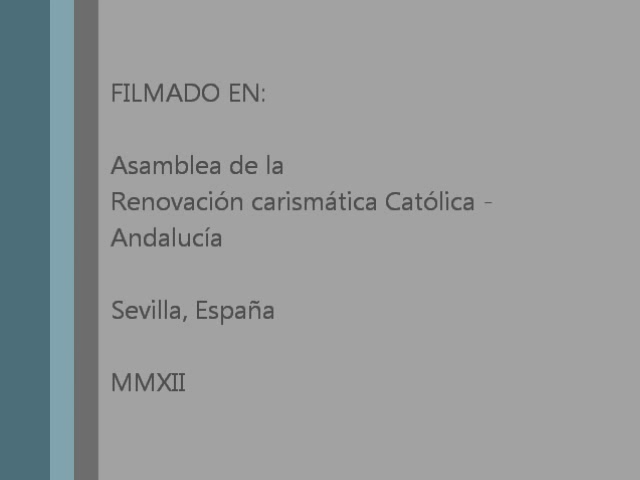 FILMADO EN:
Asamblea de la
Renovación carismática Católica -
Andalucía
Sevilla, España
MMXII